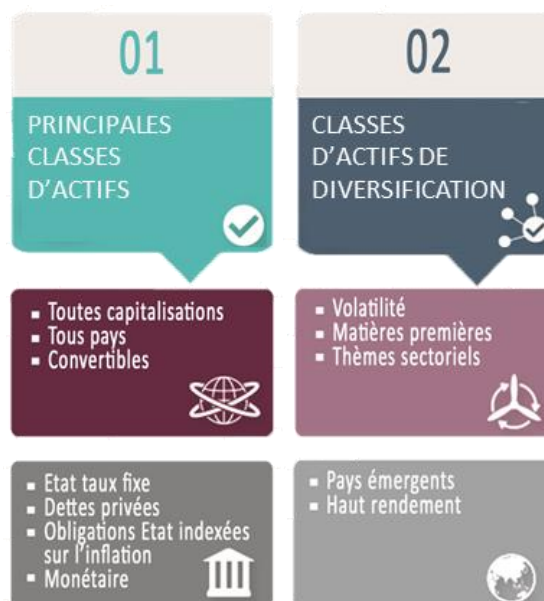 01
PRINCIPALES
CLASSES
D'ACTIFS
▪ Toutes capitalisations
▪ Tous pays
▪ Convertibles
▪ Etat taux fixe
▪ Dettes privées
▪ Obligations Etat indexées
sur l'inflation
▪ Monétaire
02
CLASSES
D'ACTIFS DE
DIVERSIFICATION
▪ Volatilité
▪ Matières premières
▪ Thèmes sectoriels
▪ Pays émergents
▪ Haut rendement